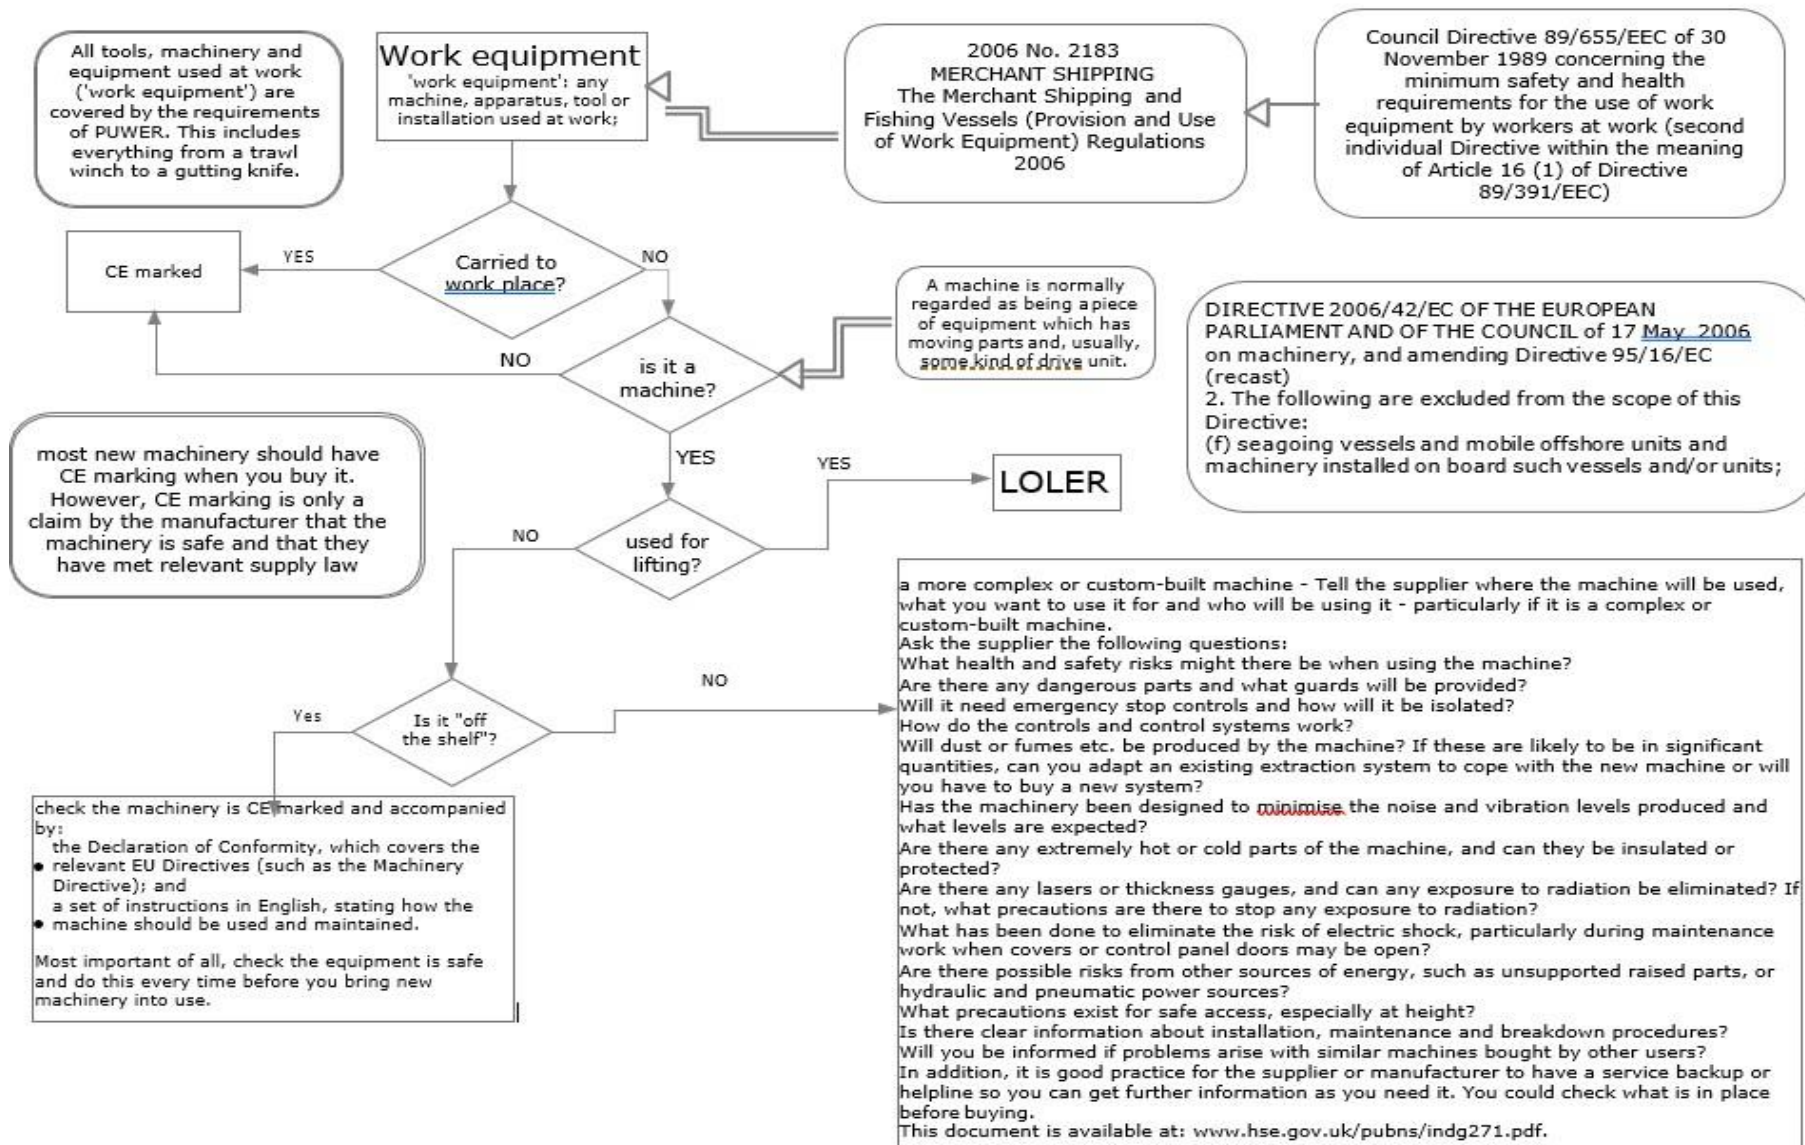 All tools, machinery and
equipment used at work
('work equipment') are
covered by the requirements
of PUWER. This includes
everything from a trawl
winch to a gutting knife.
Work equipment
'work equipment': any
machine, apparatus, tool or
installation used at work;
2006 No. 2183
MERCHANT SHIPPING
The Merchant Shipping and
Fishing Vessels (Provision and Use
of Work Equipment) Regulations
2006
Council Directive 89/655/EEC of 30
November 1989 concerning the
minimum safety and health
requirements for the use of work
equipment by workers at work (second
individual Directive within the meaning
of Article 16 (1) of Directive
89/391/EEC)
CE marked
YES
Carried to
work place?
NO
A machine is normally
regarded as being apiece
of equipment which has
moving parts and, usually,
some kind of drive unit.
DIRECTIVE 2006/42/EC OF THE EUROPEAN
PARLIAMENT AND OF THE COUNCIL of 17 May 2006
on machinery, and amending Directive 95/16/EC
(recast)
2. The following are excluded from the scope of this
Directive:
(f) seagoing vessels and mobile offshore units and
machinery installed on board such vessels and/or units;
NO
is it a
machine?
YES
most new machinery should have
CE marking when you buy it.
However, CE marking is only a
claim by the manufacturer that the
machinery is safe and that they
have met relevant supply law
YES
LOLER
NO
used for
lifting?
a more complex or custom-built machine - Tell the supplier where the machine will be used,
what you want to use it for and who will be using it - particularly if it is a complex or
custom-built machine.
Ask the supplier the following questions:
What health and safety risks might there be when using the machine?
Are there any dangerous parts and what guards will be provided?
Will it need emergency stop controls and how will it be isolated?
How do the controls and control systems work?
Will dust or fumes etc. be produced by the machine? If these are likely to be in significant
quantities, can you adapt an existing extraction system to cope with the new machine or will
you have to buy a new system?
Has the machinery been designed to minimise the noise and vibration levels produced and
what levels are expected?
Are there any extremely hot or cold parts of the machine, and can they be insulated or
protected?
Are there any lasers or thickness gauges, and can any exposure to radiation be eliminated? If
not, what precautions are there to stop any exposure to radiation?
What has been done to eliminate the risk of electric shock, particularly during maintenance
work when covers or control panel doors may be open?
Are there possible risks from other sources of energy, such as unsupported raised parts, or
hydraulic and pneumatic power sources?
What precautions exist for safe access, especially at height?
Is there clear information about installation, maintenance and breakdown procedures?
Will you be informed if problems arise with similar machines bought by other users?
In addition, it is good practice for the supplier or manufacturer to have a service backup or
helpline so you can get further information as you need it. You could check what is in place
before buying.
This document is available at: www.hse.gov.uk/pubns/indg271.pdf.
NO
Yes
Is it "off
the shelf"?
check the machinery is CE marked and accompanied
by:
the Declaration of Conformity, which covers the
● relevant EU Directives (such as the Machinery
Directive); and
a set of instructions in English, stating how the
● machine should be used and maintained.
Most important of all, check the equipment is safe
and do this every time before you bring new
machinery into use.